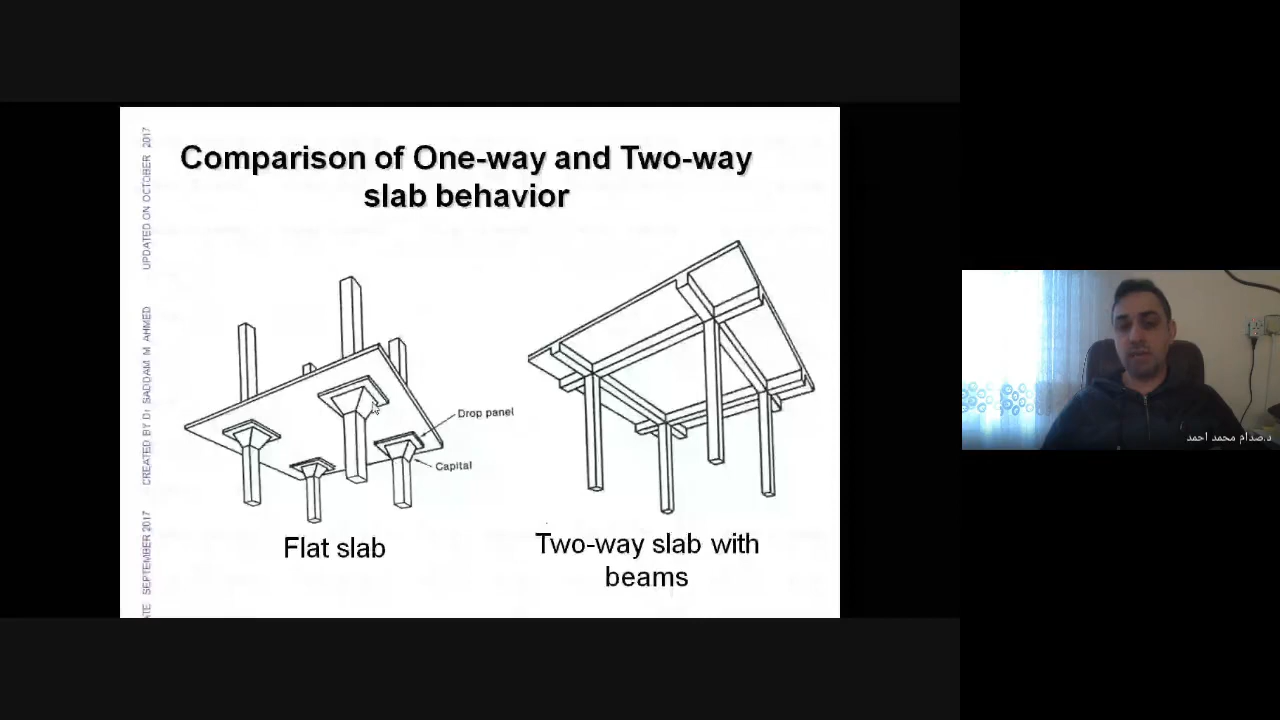 Comparison of One-way and Two-way
slab behavior
UPDATED ON OCTOBER 2017
CREATED BY Dr SADDAM M AHMED
SEPTEMBER 2017
Drop panel
Capital
Flat slab
Two-way slab with
beams
د.صدام محمد احمد